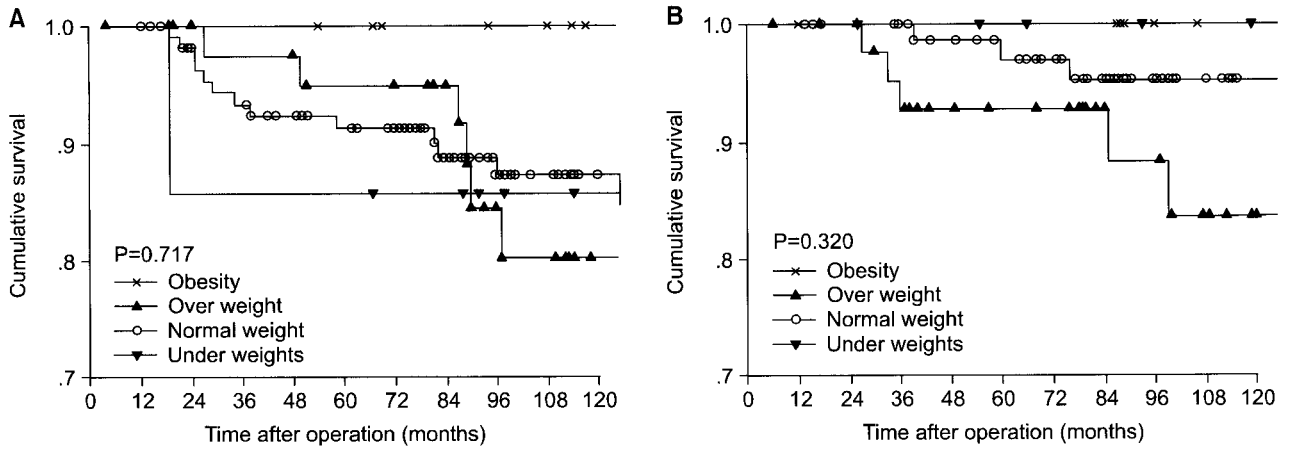 A
Cumulative survival
1.0
.9
.8
.7
P=0.717
Obesity
Over weight
Normal weight
Under weights
0 12 24 36 48 60 72 84 96 108 120
Time after operation (months)
B
Cumulative survival
1.0
.9
.8
.7
P=0.320
Obesity
Over weight
Normal weight
Under weights
0 12 24 36 48 60 72 84 96 108 120
Time after operation (months)